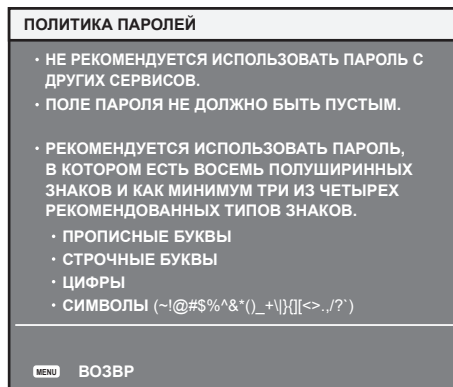 ПОЛИТИКА ПАРОЛЕЙ
• НЕ РЕКОМЕНДУЕТСЯ ИСПОЛЬЗОВАТЬ ПАРОЛЬ С
ДРУГИХ СЕРВИСОВ.
• ПОЛЕ ПАРОЛЯ НЕ ДОЛЖНО БЫТЬ ПУСТЫМ.
• РЕКОМЕНДУЕТСЯ ИСПОЛЬЗОВАТЬ ПАРОЛЬ,
В КОТОРОМ ЕСТЬ ВОСЕМЬ ПОЛУШИРИННЫХ
ЗНАКОВ И КАК МИНИМУМ ТРИ ИЗ ЧЕТЫРЕХ
РЕКОМЕНДОВАННЫХ ТИПОВ ЗНАКОВ.
• ПРОПИСНЫЕ БУКВЫ
• СТРОЧНЫЕ БУКВЫ
• ЦИФРЫ
• СИМВОЛЫ (~!@#$%^&*()_+\|}{][<>.,/?`)
MENU ВОЗВР